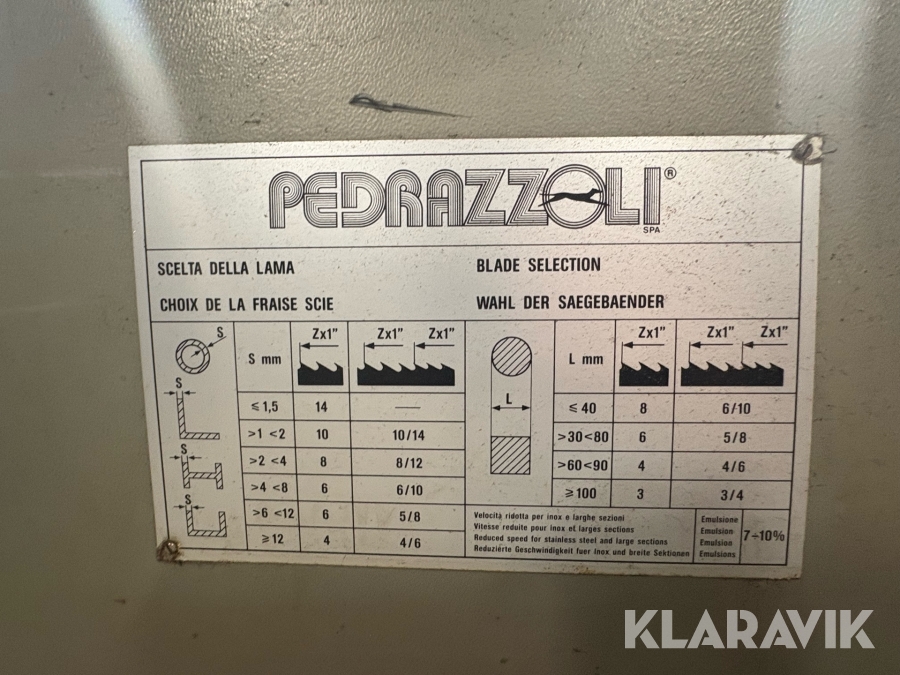 PEDRAZZOLI®
SPA
SCELTA DELLA LAMA
BLADE SELECTION
CHOIX DE LA FRAISE SCIE
WAHL DER SAEGEBAENDER
S
S mm Zx1" Zx1" Zx1"
≤1,5 14 —
S
>1 <2 10 10/14
>2 <4 8 8/12
S
>4 <8 6 6/10
S
>6 <12 6 5/8
≥12 4 4/6
L mm Zx1" Zx1" Zx1"
L
≤40 8 6/10
>30<80 6 5/8
>60<90 4 4/6
≥100 3 3/4
Velocità ridotta per inox e larghe sezioni
Vitesse reduite pour inox et larges sections
Reduced speed for stainless steel and large sections
Reduzierte Geschwindigkeit fuer Inox und breite Sektionen
Emulsione
Emulsion
Emulsion
Emulsions
7÷10%
KLARAVIK